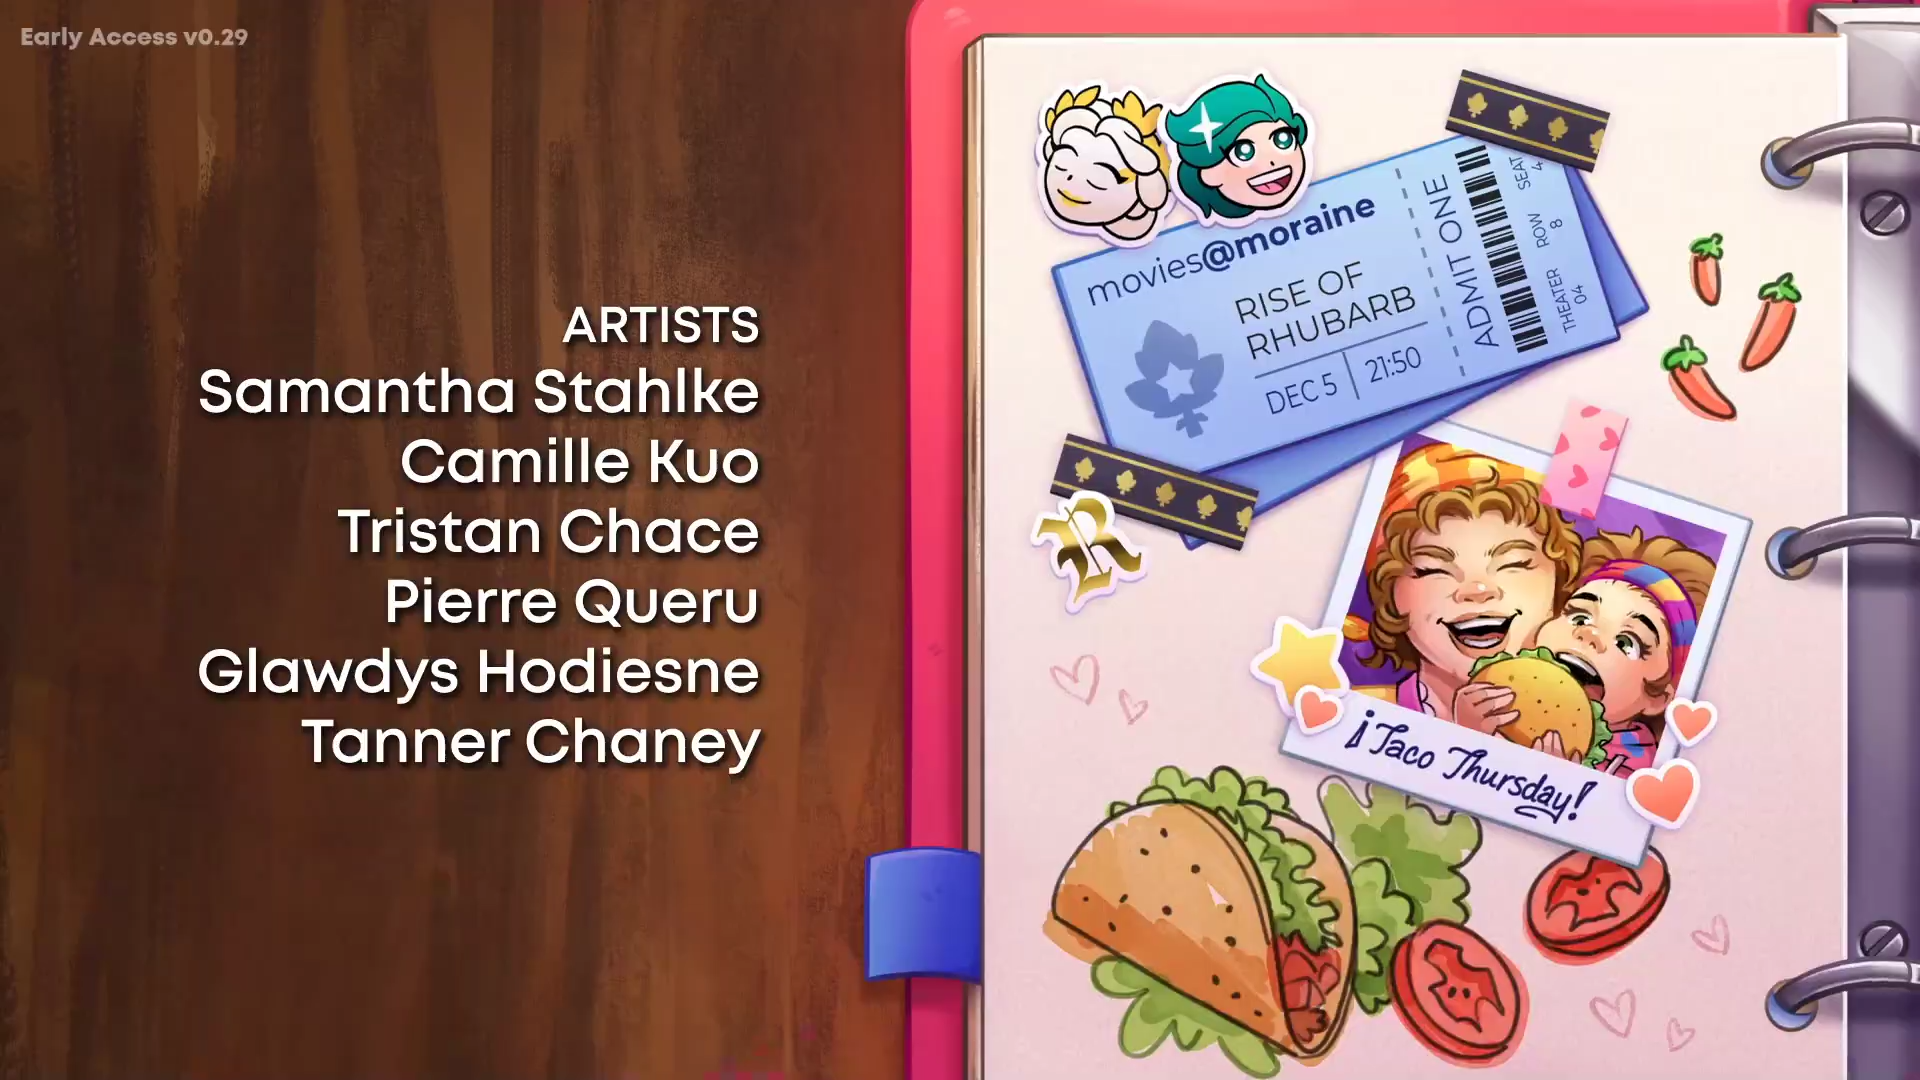 Early Access v0.29
ARTISTS
Samantha Stahlke
Camille Kuo
Tristan Chace
Pierre Queru
Glawdys Hodiesne
Tanner Chaney
movies@moraine
RISE OF
RHUBARB
DEC 5
21:50
ADMIT ONE
SEAT
4
ROW
8
THEATER
04
R
¡Taco Thursday!